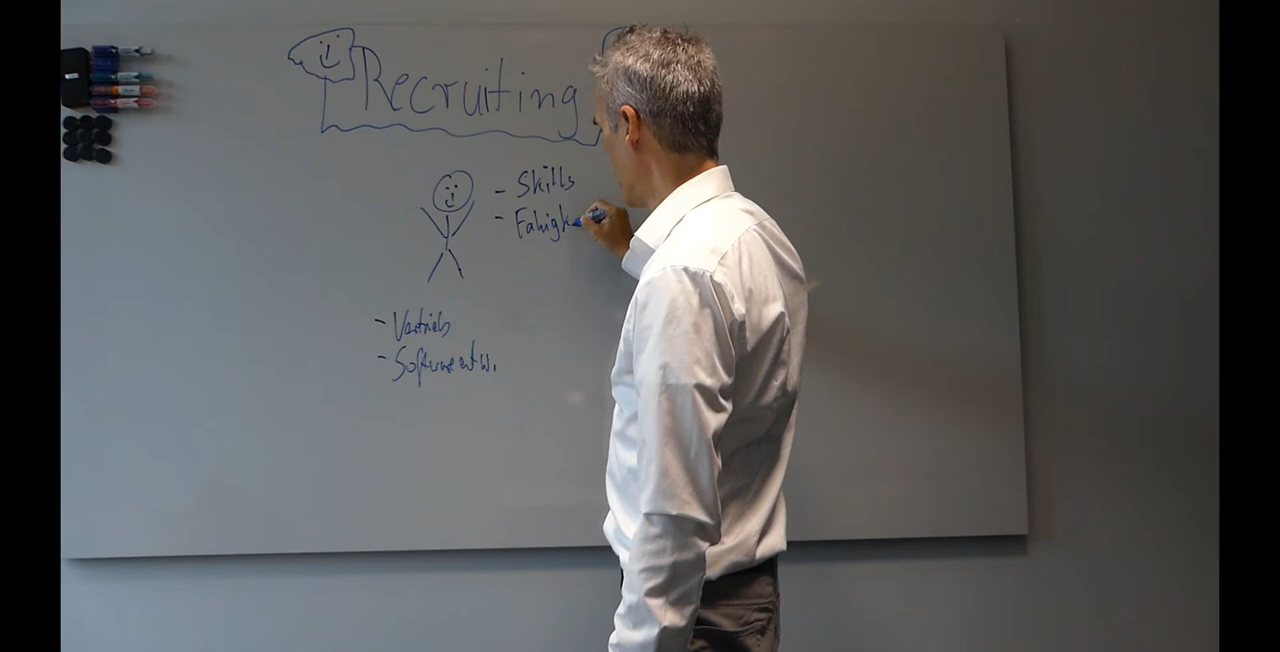 Recruiting
- Skills
- Fähigk
- Vertrieb
- Softwareentw.